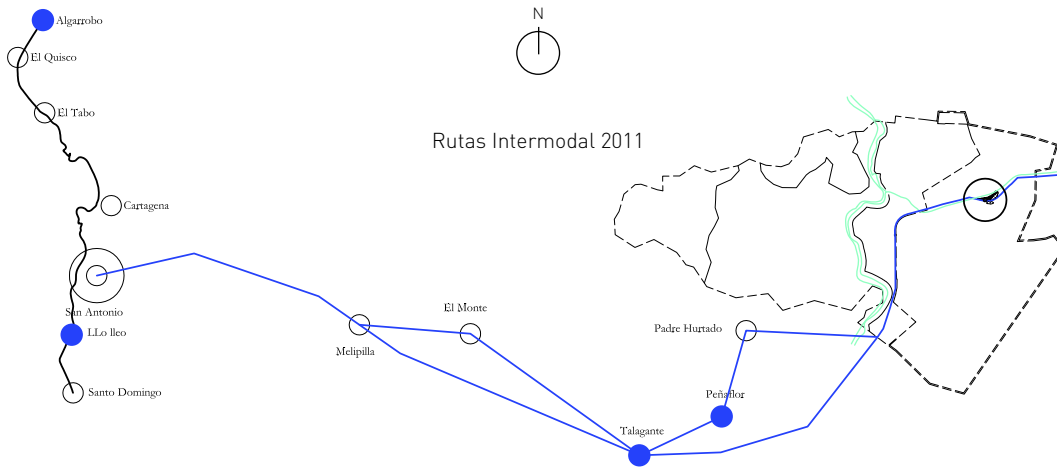 N
Algarrobo
El Quisco
El Tabo
Rutas Intermodal 2011
Cartagena
San Antonio
LLo lleo
Santo Domingo
El Monte
Melipilla
Padre Hurtado
Peñaflor
Talagante